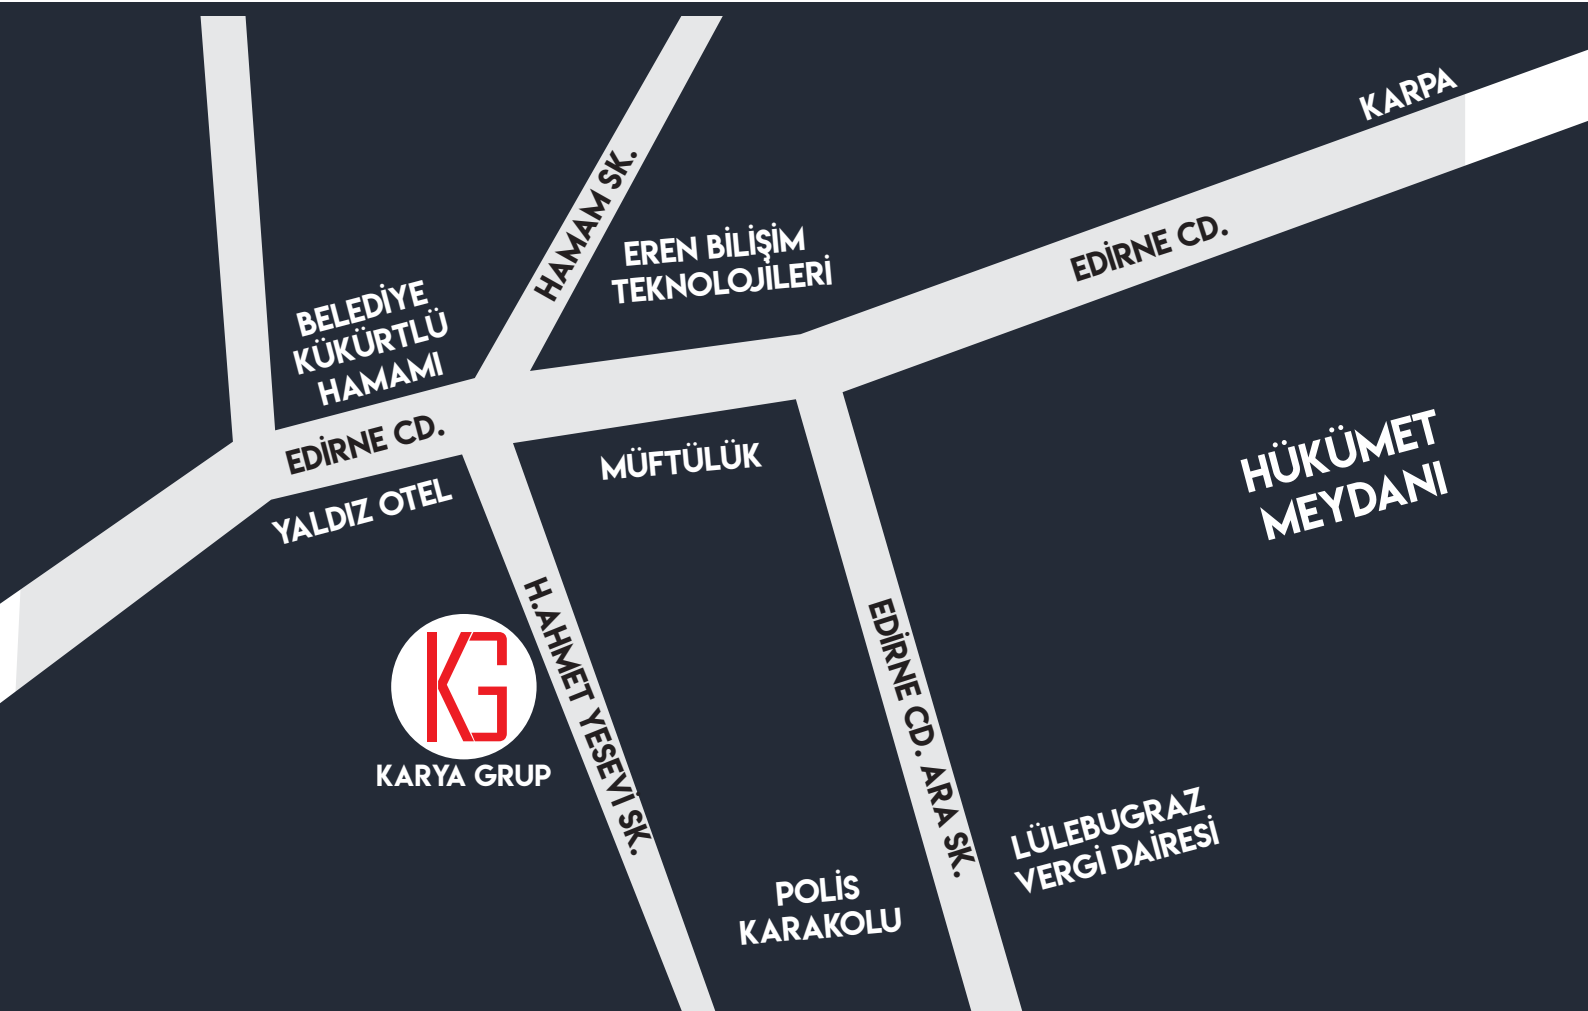 KARPA
HAMAM SK.
EREN BİLİŞİM
TEKNOLOJİLERİ
EDİRNE CD.
BELEDİYE
KÜKÜRTLÜ
HAMAMI
EDİRNE CD.
YALDIZ OTEL
MÜFTÜLÜK
HÜKÜMET
MEYDANI
H.AHMET YESEVİ SK.
EDİRNE CD. ARA SK.
KG
KARYA GRUP
LÜLEBUGRAZ
VERGİ DAİRESİ
POLİS
KARAKOLU